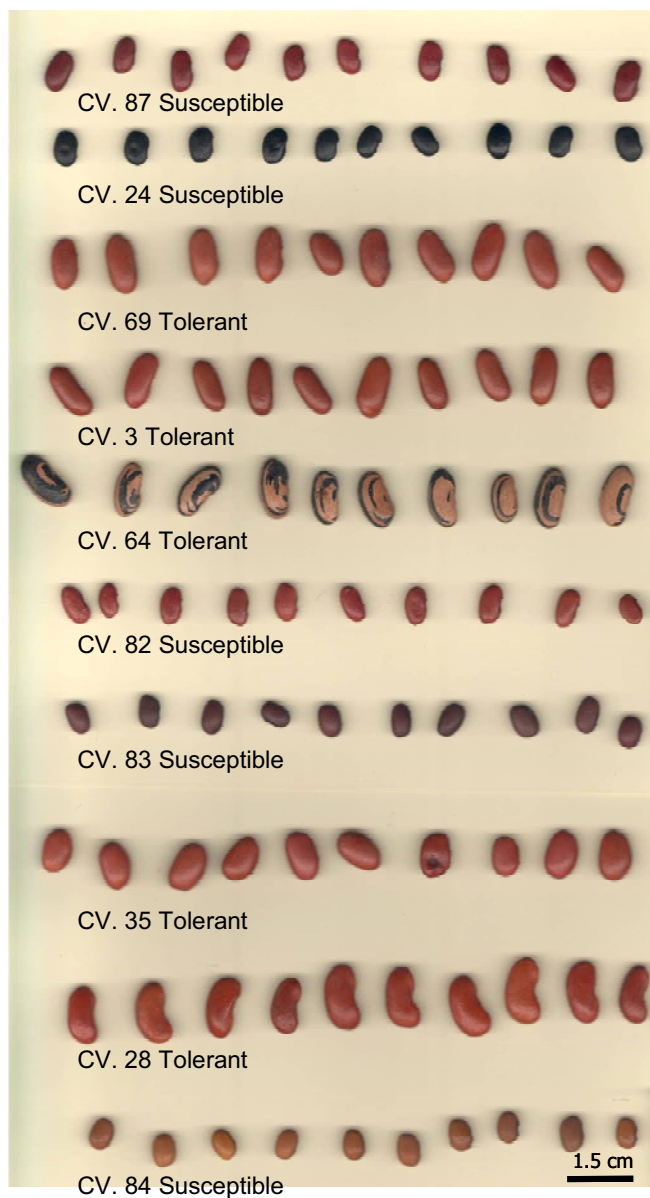 CV. 87 Susceptible
CV. 24 Susceptible
CV. 69 Tolerant
CV. 3 Tolerant
CV. 64 Tolerant
CV. 82 Susceptible
CV. 83 Susceptible
CV. 35 Tolerant
CV. 28 Tolerant
1.5 cm
CV. 84 Susceptible